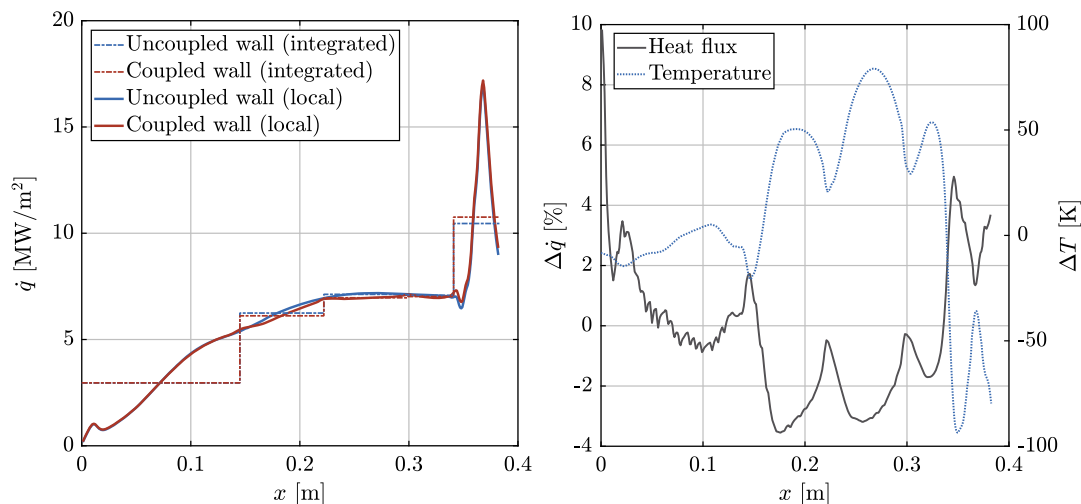 20
15
10
5
0
0
0.1
0.2
0.3
0.4
x [m]
q̇ [MW/m²]
Uncoupled wall (integrated)
Coupled wall (integrated)
Uncoupled wall (local)
Coupled wall (local)
10
8
6
4
2
0
-2
-4
0
0.1
0.2
0.3
0.4
x [m]
Δq̇ [%]
Heat flux
Temperature
100
50
0
-50
-100
ΔT [K]